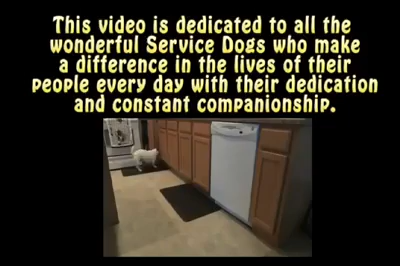 This video is dedicated to all the
wonderful Service Dogs who make
a difference in the lives of their
people every day with their dedication
and constant companionship.